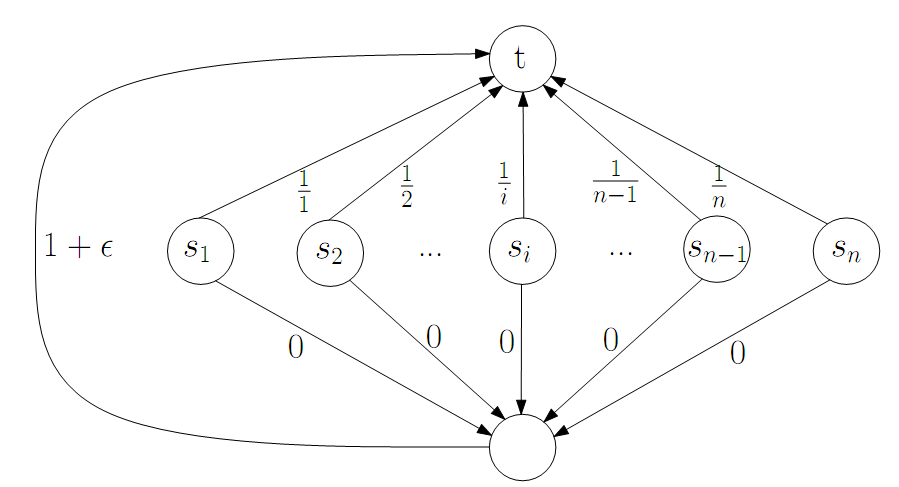 t
1/1 1/2 1/i 1/(n−1) 1/n
1 + ϵ s₁ s₂ ... sᵢ ... sₙ₋₁ sₙ
0 0 0 0 0